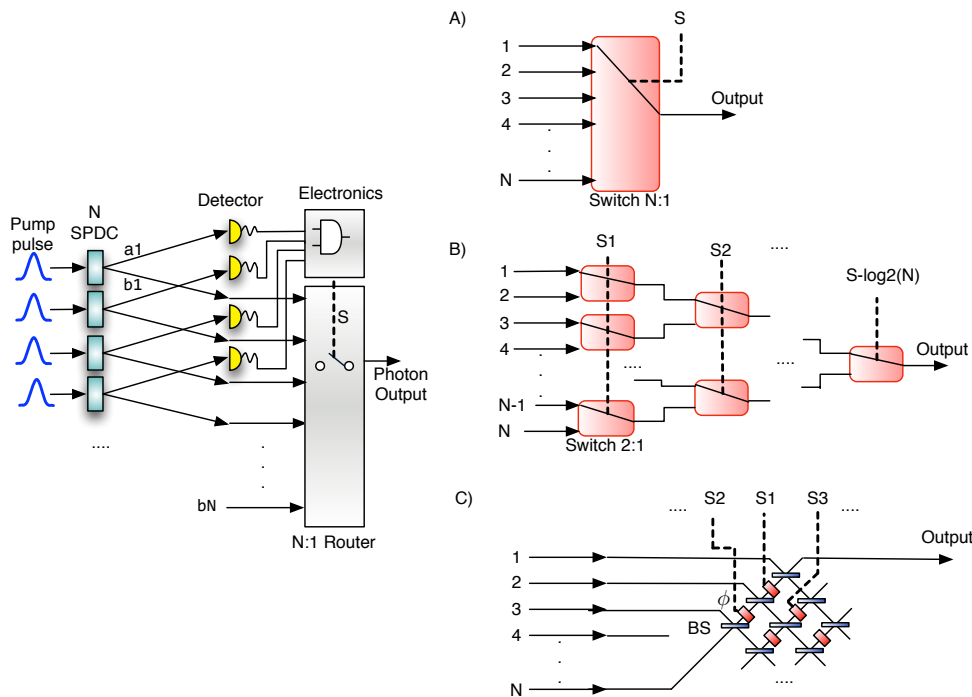 Pump
pulse
N
SPDC
a1
b1
Detector
Electronics
S
Photon
Output
....
.
.
.
bN
N:1 Router
A)
S
1
2
3
4
.
.
.
N
Output
Switch N:1
B)
S1
S2
....
S-log2(N)
1
2
3
4
.
.
.
N-1
N
....
....
Output
Switch 2:1
C)
....
S2
S1
S3
....
Output
1
2
3
4
.
.
.
N
ϕ
BS
....